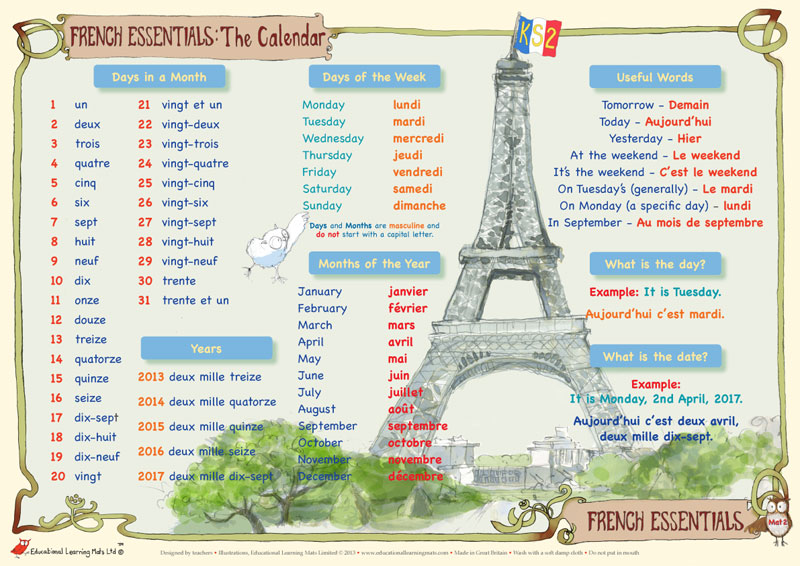 FRENCH ESSENTIALS: The Calendar
KS2
Days in a Month
1 un
2 deux
3 trois
4 quatre
5 cinq
6 six
7 sept
8 huit
9 neuf
10 dix
11 onze
12 douze
13 treize
14 quatorze
15 quinze
16 seize
17 dix-sept
18 dix-huit
19 dix-neuf
20 vingt
21 vingt et un
22 vingt-deux
23 vingt-trois
24 vingt-quatre
25 vingt-cinq
26 vingt-six
27 vingt-sept
28 vingt-huit
29 vingt-neuf
30 trente
31 trente et un
Years
2013 deux mille treize
2014 deux mille quatorze
2015 deux mille quinze
2016 deux mille seize
2017 deux mille dix-sept
Days of the Week
Monday lundi
Tuesday mardi
Wednesday mercredi
Thursday jeudi
Friday vendredi
Saturday samedi
Sunday dimanche
Days and Months are masculine and
do not start with a capital letter.
Months of the Year
January janvier
February février
March mars
April avril
May mai
June juin
July juillet
August août
September septembre
October octobre
November novembre
December décembre
Useful Words
Tomorrow – Demain
Today – Aujourd'hui
Yesterday – Hier
At the weekend – Le weekend
It's the weekend – C'est le weekend
On Tuesday's (generally) – Le mardi
On Monday (a specific day) – lundi
In September – Au mois de septembre
What is the day?
Example: It is Tuesday.
Aujourd'hui c'est mardi.
What is the date?
Example:
It is Monday, 2nd April, 2017.
Aujourd'hui c'est deux avril,
deux mille dix-sept.
FRENCH ESSENTIALS
Mat 2
Educational Learning Mats Ltd ™ ©
Designed by teachers • Illustrations, Educational Learning Mats Limited © 2013 • www.educationallearningmats.com • Made in Great Britain • Wash with a soft damp cloth • Do not put in mouth